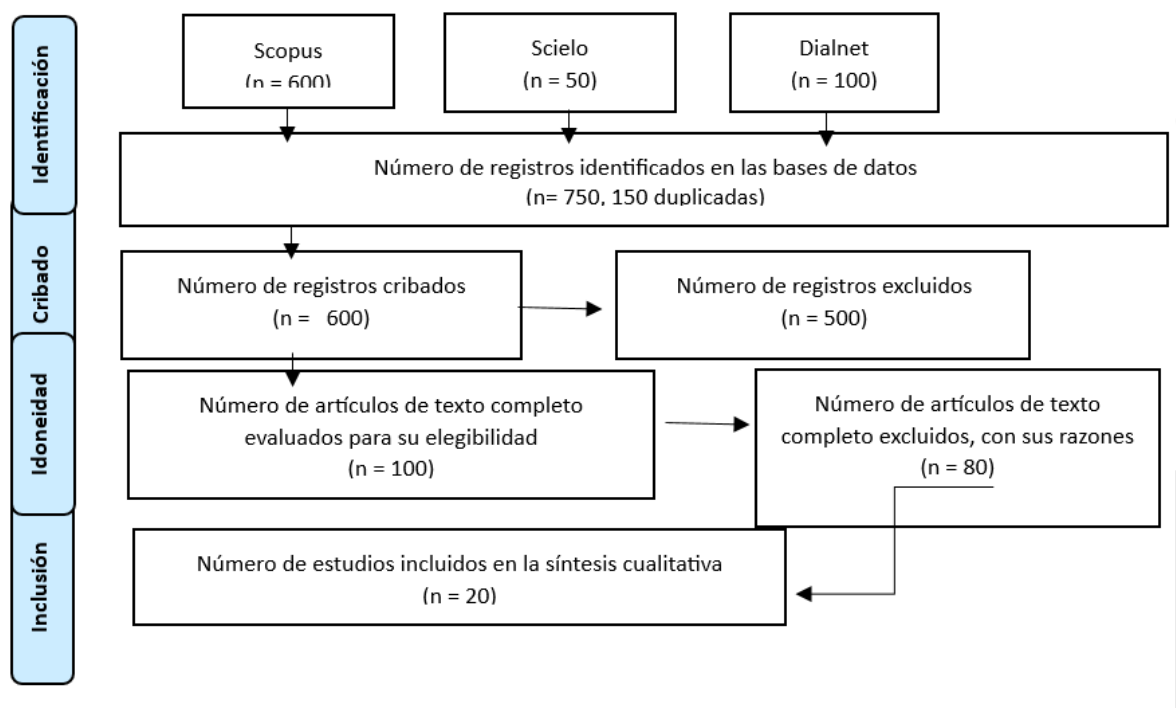 Identificación
Scopus
(n = 600)
Scielo
(n = 50)
Dialnet
(n = 100)
Número de registros identificados en las bases de datos
(n= 750, 150 duplicadas)
Cribado
Número de registros cribados
(n =   600)
Número de registros excluidos
(n = 500)
Idoneidad
Número de artículos de texto completo
evaluados para su elegibilidad
(n = 100)
Número de artículos de texto
completo excluidos, con sus razones
(n = 80)
Inclusión
Número de estudios incluidos en la síntesis cualitativa
(n = 20)